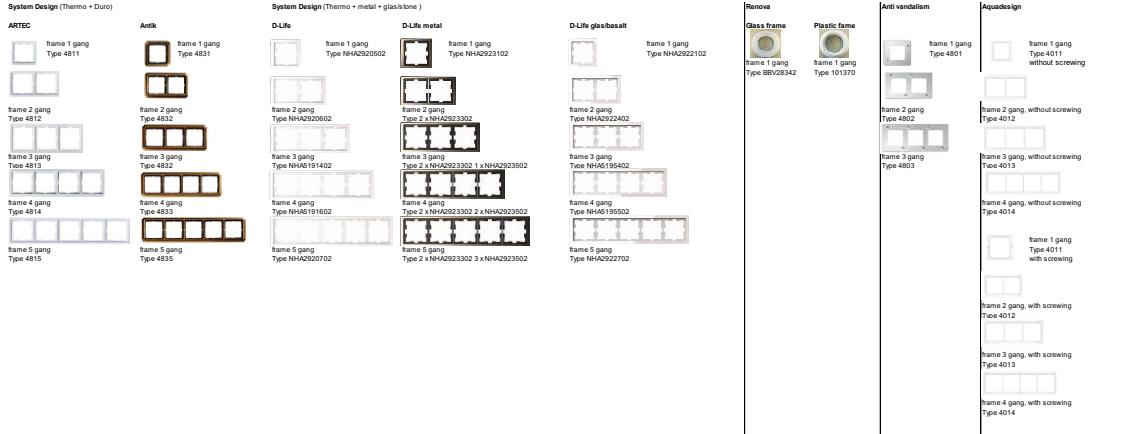 System Design (Thermo + Duro)
ARTEC
frame 1 gang
Type 4811
frame 2 gang
Type 4812
frame 3 gang
Type 4813
frame 4 gang
Type 4814
frame 5 gang
Type 4815
Antik
frame 1 gang
Type 4831
frame 2 gang
Type 4832
frame 3 gang
Type 4832
frame 4 gang
Type 4833
frame 5 gang
Type 4835
System Design (Thermo + metal + glas/stone )
D-Life
frame 1 gang
Type NHA2920502
frame 2 gang
Type NHA2920602
frame 3 gang
Type NHA5191402
frame 4 gang
Type NHA5191602
frame 5 gang
Type NHA2920702
D-Life metal
frame 1 gang
Type NHA2923102
frame 2 gang
Type 2 x NHA2923302
frame 3 gang
Type 2 x NHA2923302 1 x NHA2923502
frame 4 gang
Type 2 x NHA2923302 2 x NHA2923502
frame 5 gang
Type 2 x NHA2923302 3 x NHA2923502
D-Life glas/basalt
frame 1 gang
Type NHA2922102
frame 2 gang
Type NHA2922402
frame 3 gang
Type NHA5195402
frame 4 gang
Type NHA5195502
frame 5 gang
Type NHA2922702
Renova
Glass frame
frame 1 gang
Type BBV28342
Plastic fame
frame 1 gang
Type 101370
Anti vandalism
frame 1 gang
Type 4801
frame 2 gang
Type 4802
frame 3 gang
Type 4803
Aquadesign
frame 1 gang
Type 4011
without screwing
frame 2 gang, without screwing
Type 4012
frame 3 gang, without screwing
Type 4013
frame 4 gang, without screwing
Type 4014
frame 1 gang
Type 4011
with screwing
frame 2 gang, with screwing
Type 4012
frame 3 gang, with screwing
Type 4013
frame 4 gang, with screwing
Type 4014